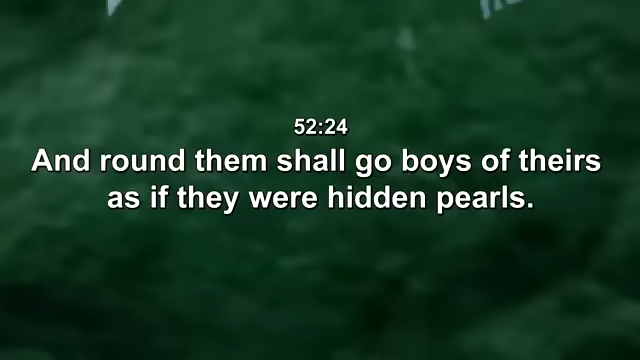 52:24
And round them shall go boys of theirs
as if they were hidden pearls.